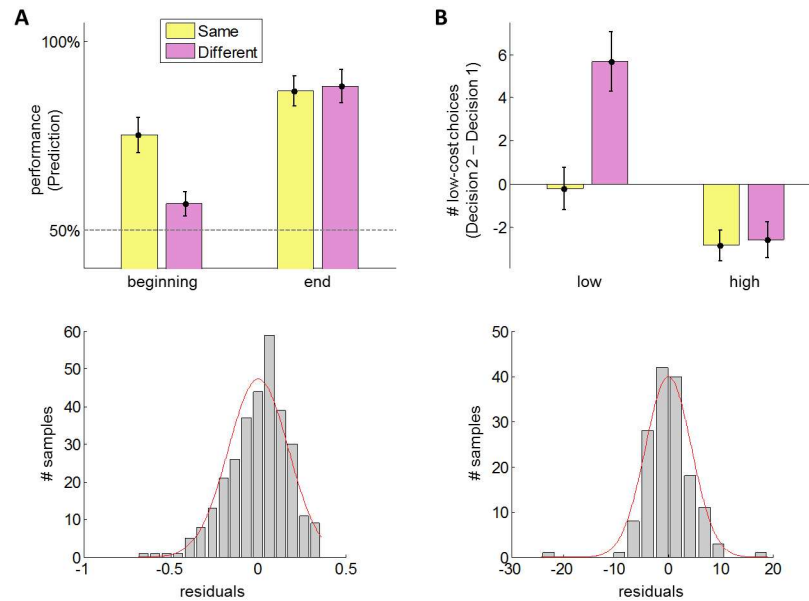 A
100%
Same
Different
performance
(Prediction)
50%
beginning
end
B
6
4
2
0
-2
# low-cost choices
(Decision 2 – Decision 1)
low
high
60
50
40
30
20
10
0
# samples
-1
-0.5
0
0.5
residuals
50
40
30
20
10
0
# samples
-30
-20
-10
0
10
20
residuals